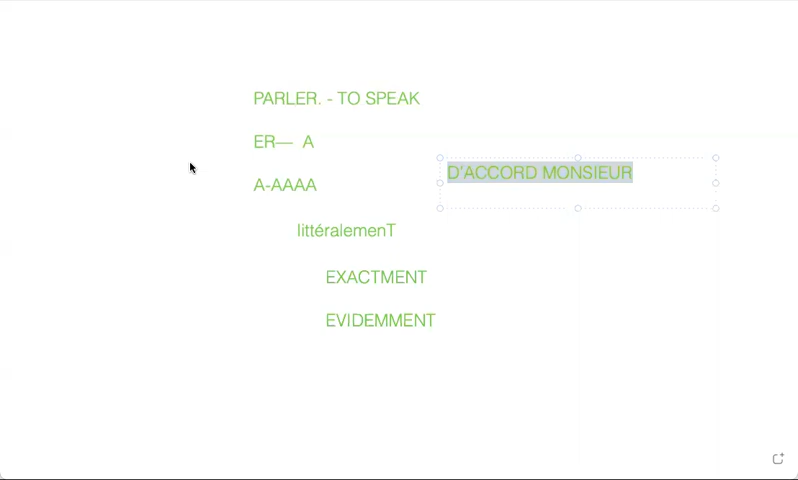 PARLER. - TO SPEAK
ER— A
D'ACCORD MONSIEUR
A-AAAA
littéralemenT
EXACTMENT
EVIDEMMENT